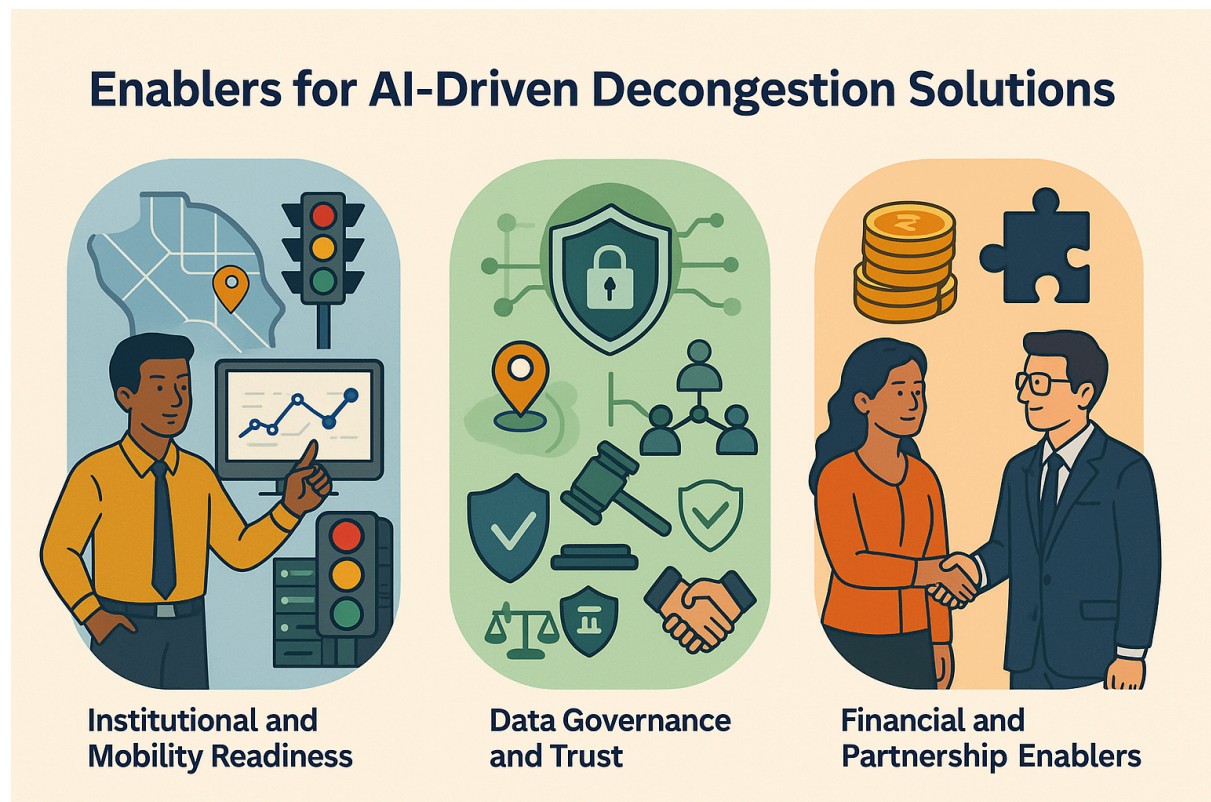 Enablers for AI-Driven Decongestion Solutions
₹
Institutional and
Mobility Readiness
Data Governance
and Trust
Financial and
Partnership Enablers